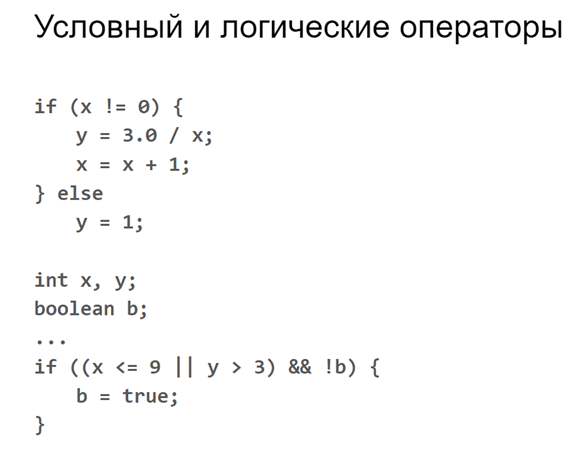 Условный и логические операторы
if (x != 0) {
y = 3.0 / x;
x = x + 1;
} else
y = 1;
int x, y;
boolean b;
...
if ((x <= 9 || y > 3) && !b) {
b = true;
}